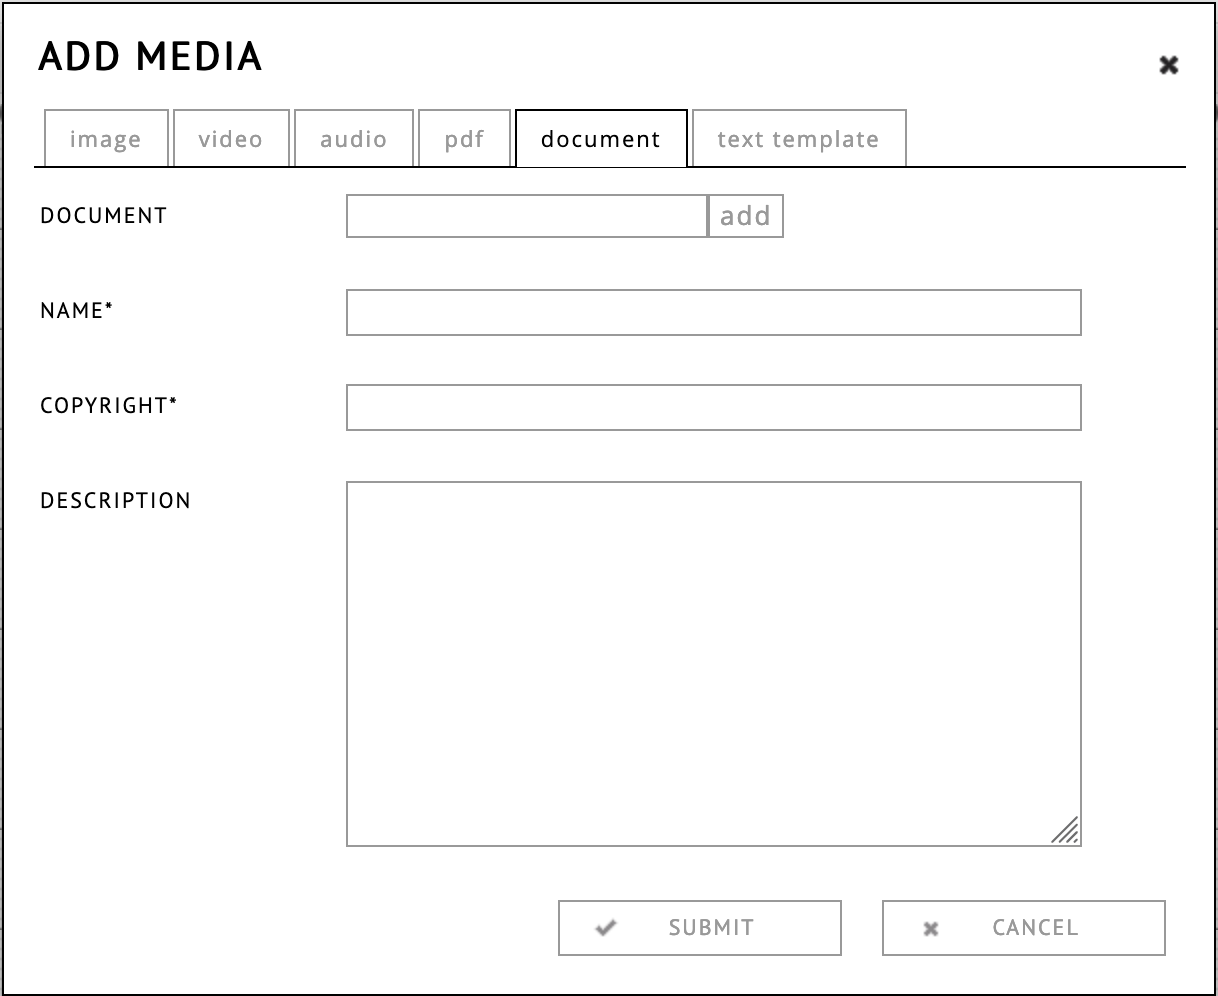 ADD MEDIA
image video audio pdf document text template
DOCUMENT add
NAME*
COPYRIGHT*
DESCRIPTION
SUBMIT CANCEL